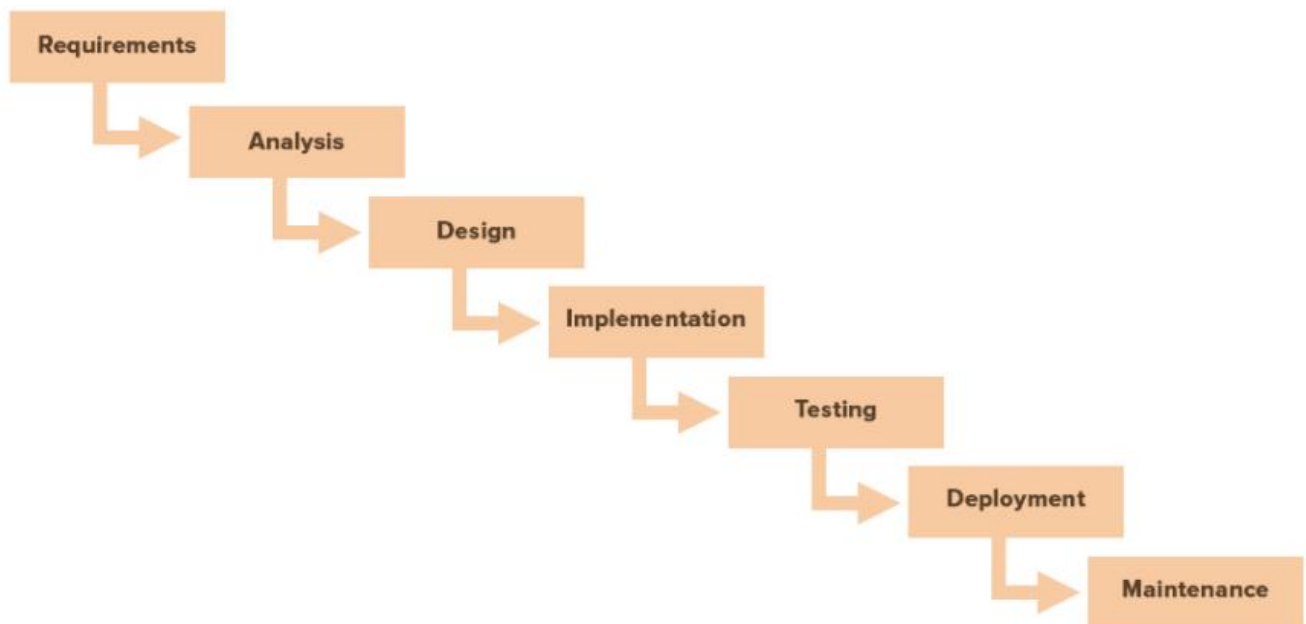 Requirements
Analysis
Design
Implementation
Testing
Deployment
Maintenance